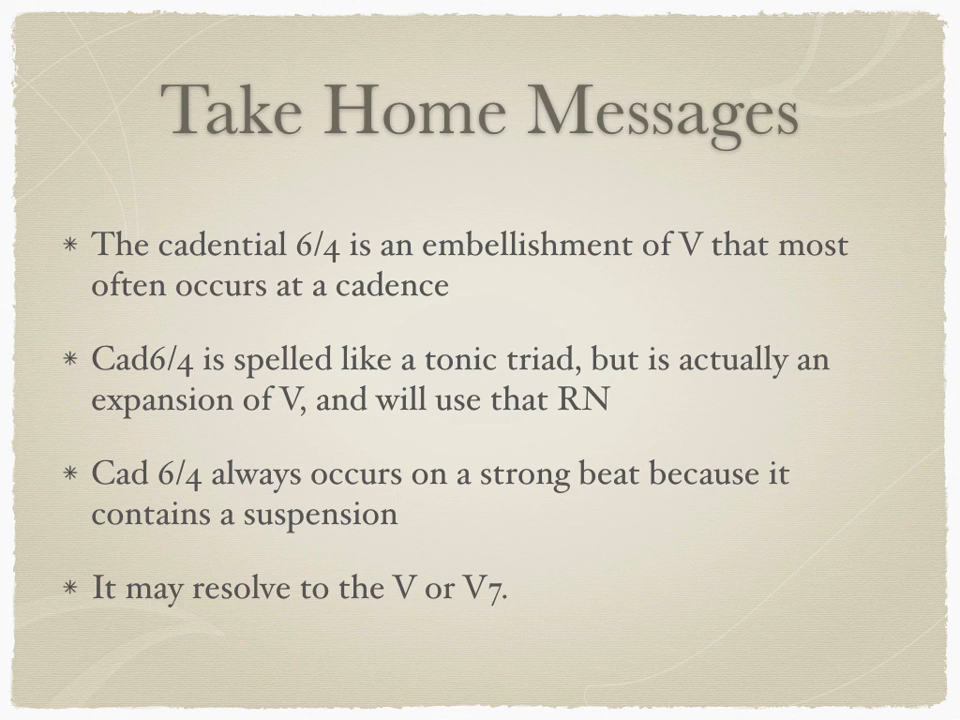 Take Home Messages
* The cadential 6/4 is an embellishment of V that most
often occurs at a cadence
* Cad6/4 is spelled like a tonic triad, but is actually an
expansion of V, and will use that RN
* Cad 6/4 always occurs on a strong beat because it
contains a suspension
* It may resolve to the V or V7.